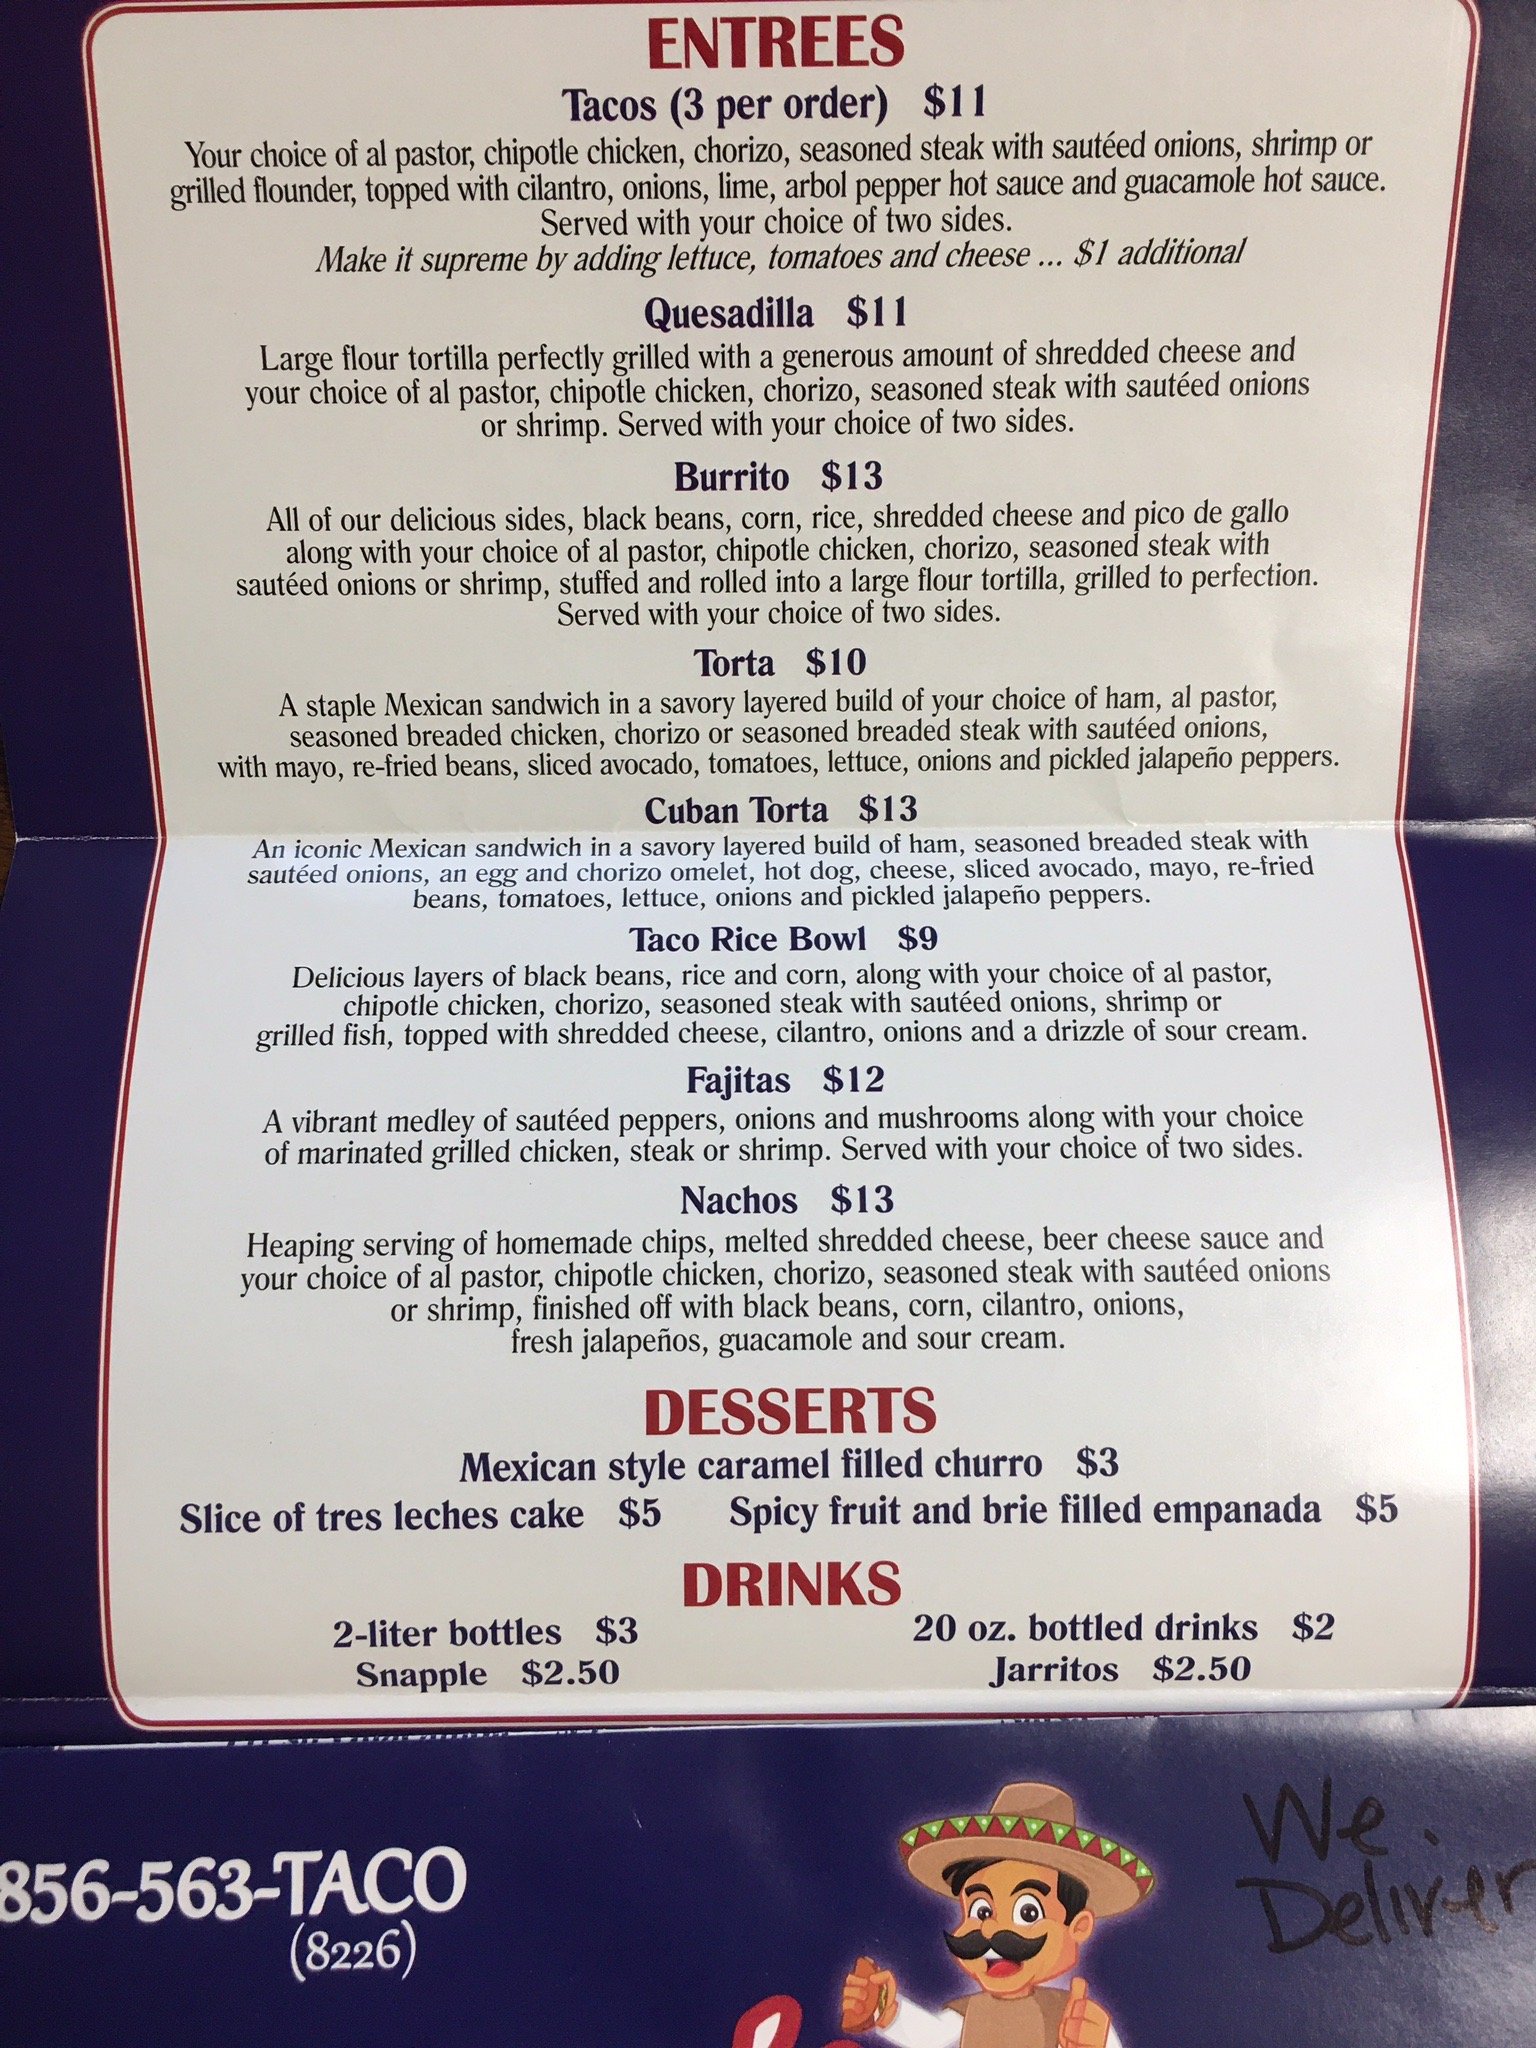 ENTREES
Tacos (3 per order) $11
Your choice of al pastor, chipotle chicken, chorizo, seasoned steak with sautéed onions, shrimp or
grilled flounder, topped with cilantro, onions, lime, arbol pepper hot sauce and guacamole hot sauce.
Served with your choice of two sides.
Make it supreme by adding lettuce, tomatoes and cheese ... $1 additional
Quesadilla $11
Large flour tortilla perfectly grilled with a generous amount of shredded cheese and
your choice of al pastor, chipotle chicken, chorizo, seasoned steak with sautéed onions
or shrimp. Served with your choice of two sides.
Burrito $13
All of our delicious sides, black beans, corn, rice, shredded cheese and pico de gallo
along with your choice of al pastor, chipotle chicken, chorizo, seasoned steak with
sautéed onions or shrimp, stuffed and rolled into a large flour tortilla, grilled to perfection.
Served with your choice of two sides.
Torta $10
A staple Mexican sandwich in a savory layered build of your choice of ham, al pastor,
seasoned breaded chicken, chorizo or seasoned breaded steak with sautéed onions,
with mayo, re-fried beans, sliced avocado, tomatoes, lettuce, onions and pickled jalapeño peppers.
Cuban Torta $13
An iconic Mexican sandwich in a savory layered build of ham, seasoned breaded steak with
sautéed onions, an egg and chorizo omelet, hot dog, cheese, sliced avocado, mayo, re-fried
beans, tomatoes, lettuce, onions and pickled jalapeño peppers.
Taco Rice Bowl $9
Delicious layers of black beans, rice and corn, along with your choice of al pastor,
chipotle chicken, chorizo, seasoned steak with sautéed onions, shrimp or
grilled fish, topped with shredded cheese, cilantro, onions and a drizzle of sour cream.
Fajitas $12
A vibrant medley of sautéed peppers, onions and mushrooms along with your choice
of marinated grilled chicken, steak or shrimp. Served with your choice of two sides.
Nachos $13
Heaping serving of homemade chips, melted shredded cheese, beer cheese sauce and
your choice of al pastor, chipotle chicken, chorizo, seasoned steak with sautéed onions
or shrimp, finished off with black beans, corn, cilantro, onions,
fresh jalapeños, guacamole and sour cream.
DESSERTS
Mexican style caramel filled churro $3
Slice of tres leches cake $5 Spicy fruit and brie filled empanada $5
DRINKS
2-liter bottles $3 20 oz. bottled drinks $2
Snapple $2.50 Jarritos $2.50
We
Deliver
856-563-TACO
(8226)